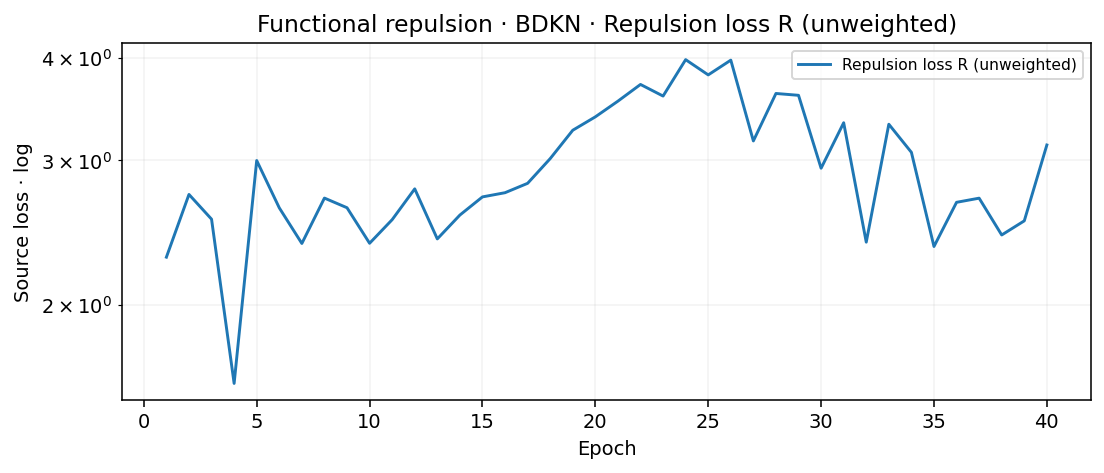 Functional repulsion · BDKN · Repulsion loss R (unweighted)
Repulsion loss R (unweighted)
Source loss · log
4 × 10⁰
3 × 10⁰
2 × 10⁰
0 5 10 15 20 25 30 35 40
Epoch